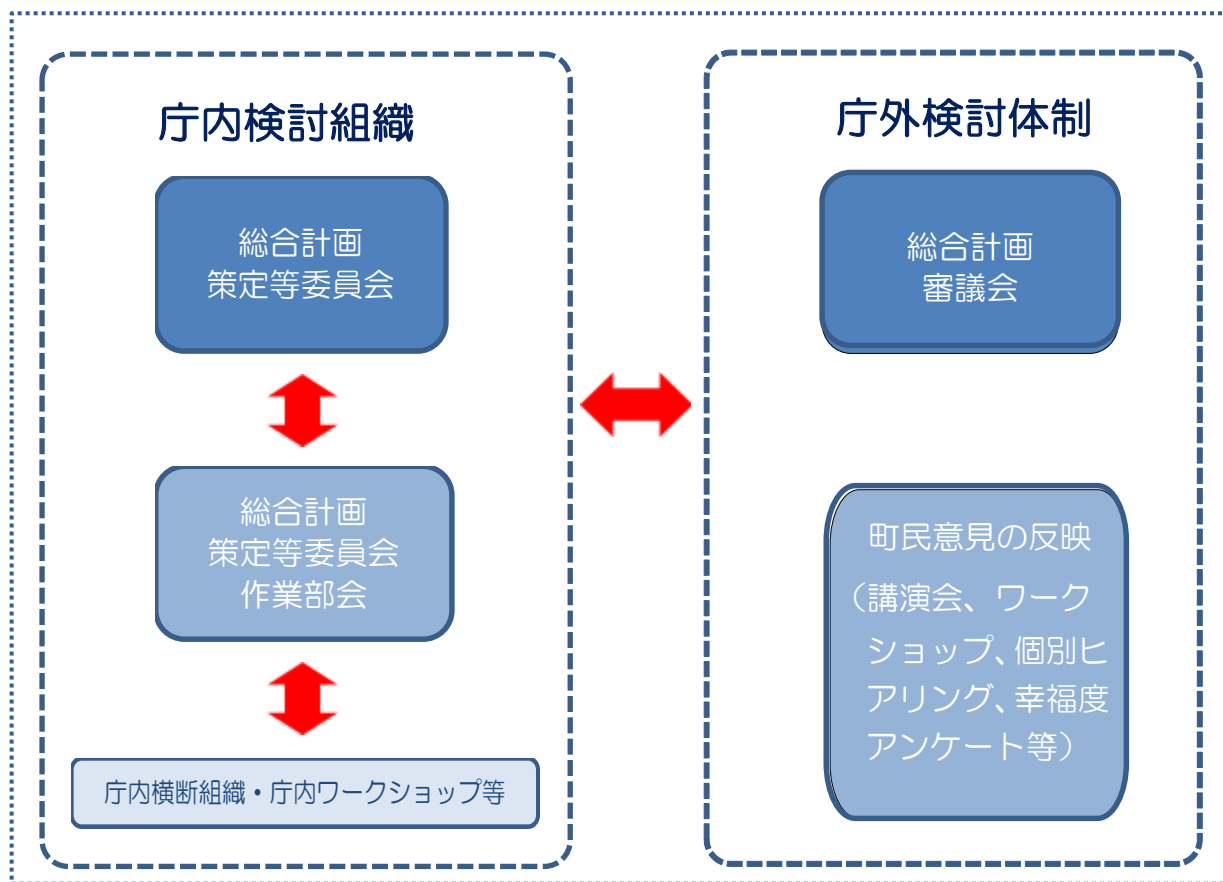 庁内検討組織
総合計画
策定等委員会
総合計画
策定等委員会
作業部会
庁内横断組織・庁内ワークショップ等
庁外検討体制
総合計画
審議会
町民意見の反映
（講演会、ワーク
ショップ、個別ヒ
アリング、幸福度
アンケート等）